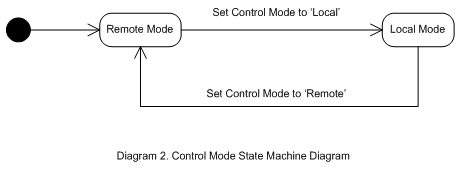 Set Control Mode to ‘Local’
Remote Mode
Local Mode
Set Control Mode to ‘Remote’
Diagram 2. Control Mode State Machine Diagram